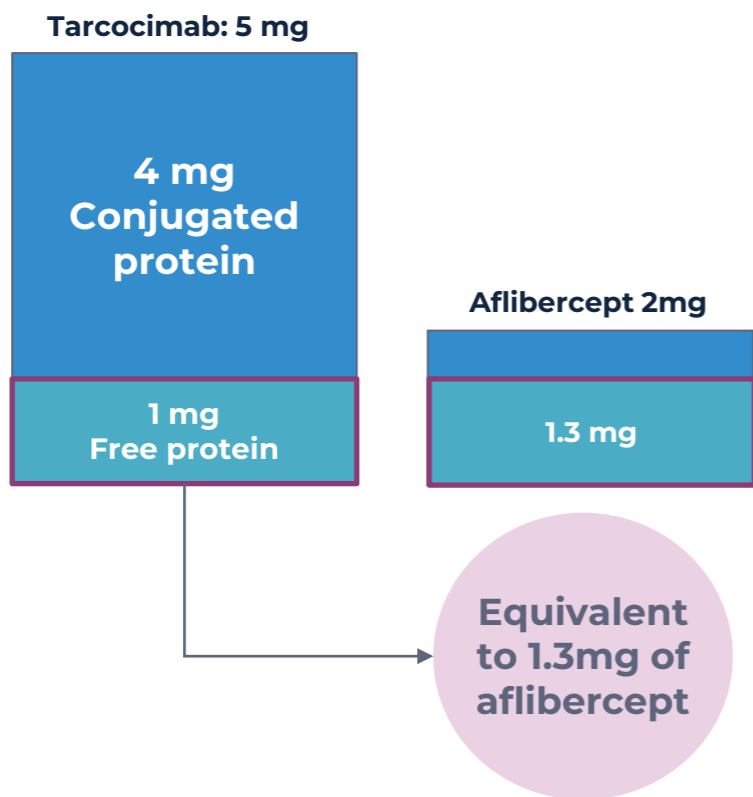 Tarcocimab: 5 mg
4 mg
Conjugated
protein
1 mg
Free protein
Aflibercept 2mg
1.3 mg
Equivalent
to 1.3mg of
aflibercept